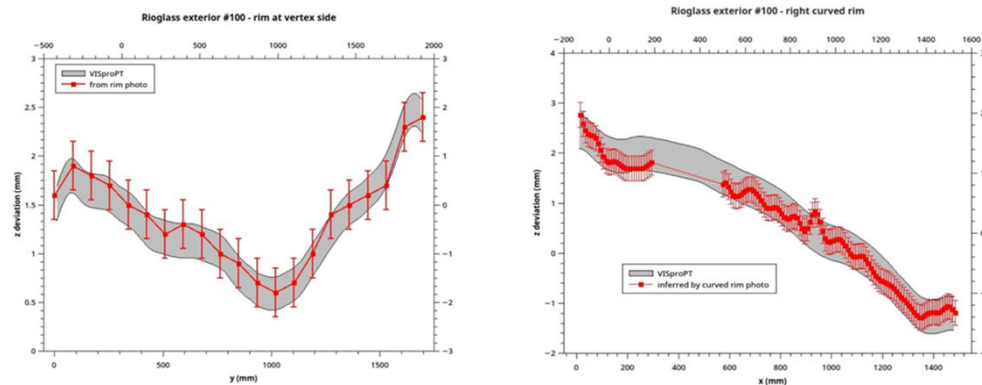 Rioglass exterior #100 - rim at vertex side
-500 0 500 1000 1500 2000
3 3
VISproPT
from rim photo
2.5 2
2 1
z deviation (mm)
1.5 0
1 -1
0.5 -2
0 -3
0 500 1000 1500
y (mm)
Rioglass exterior #100 - right curved rim
-200 0 200 400 600 800 1000 1200 1400 1600
4
3
2
1
z deviation (mm)
0
VISproPT
inferred by curved rim photo
-1
-2
0 200 400 600 800 1000 1200 1400
x (mm)